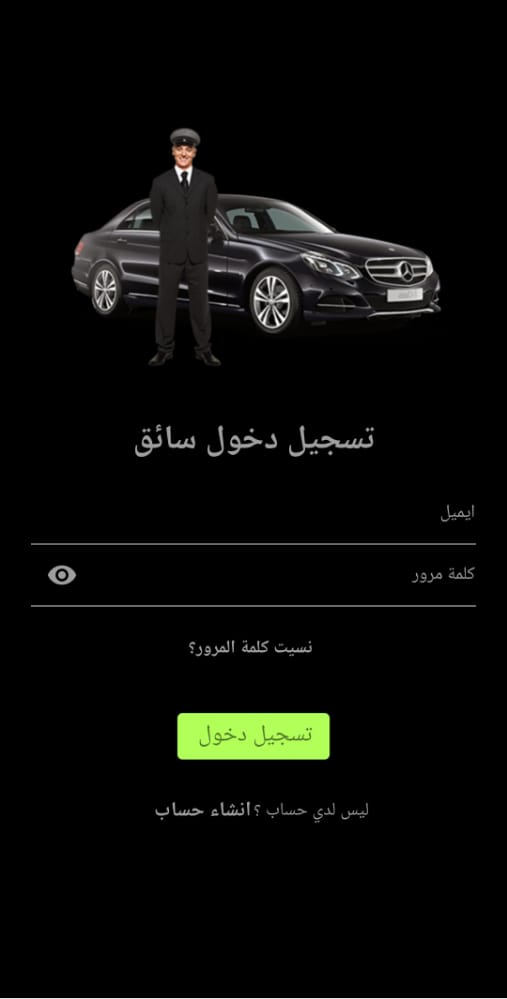 تسجيل دخول سائق
ايميل
كلمة مرور
نسيت كلمة المرور؟
تسجيل دخول
ليس لدي حساب ؟انشاء حساب